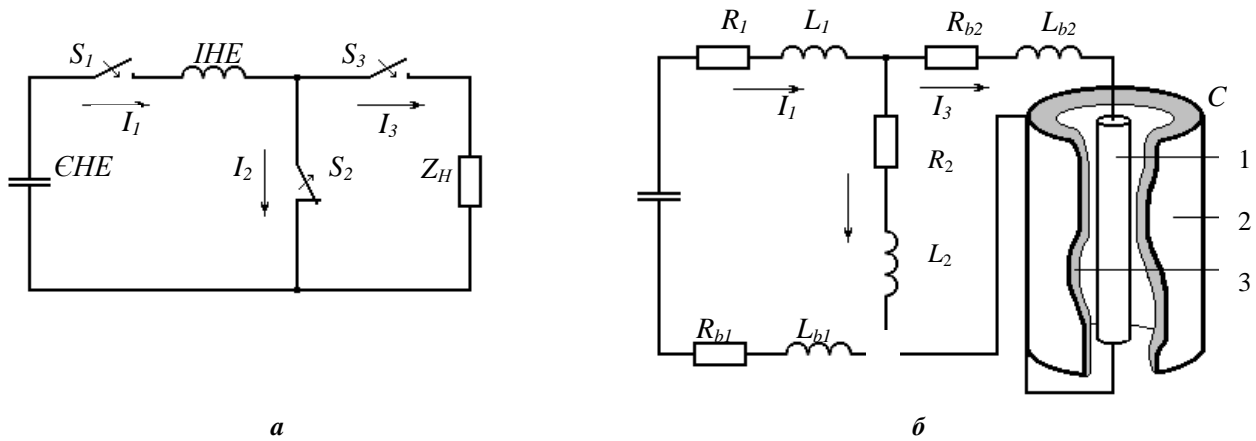 S1 IHE S3
I1 I3
ЄHE I2 S2 ZH
а
R1 L1 Rb2 Lb2
I1 I3 C
R2 1
2
L2 3
Rb1 Lb1
б